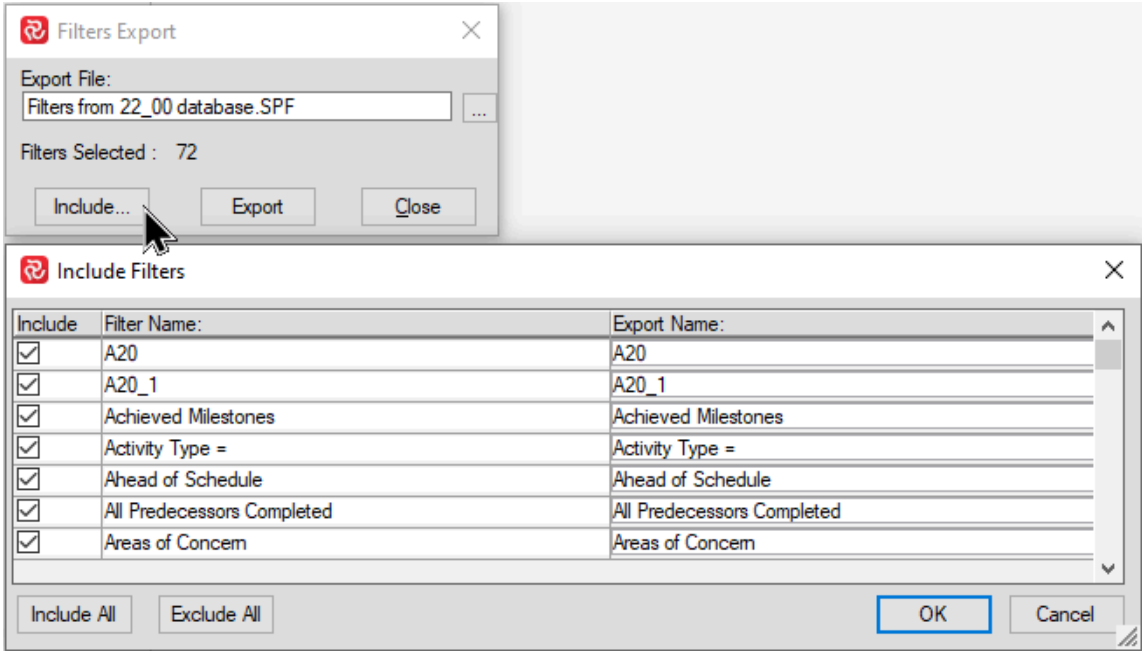 Filters Export
Export File:
Filters from 22_00 database.SPF
...
Filters Selected : 72
Include... Export Close
Include Filters
Include Filter Name: Export Name:
A20 A20
A20_1 A20_1
Achieved Milestones Achieved Milestones
Activity Type = Activity Type =
Ahead of Schedule Ahead of Schedule
All Predecessors Completed All Predecessors Completed
Areas of Concern Areas of Concern
Include All Exclude All OK Cancel